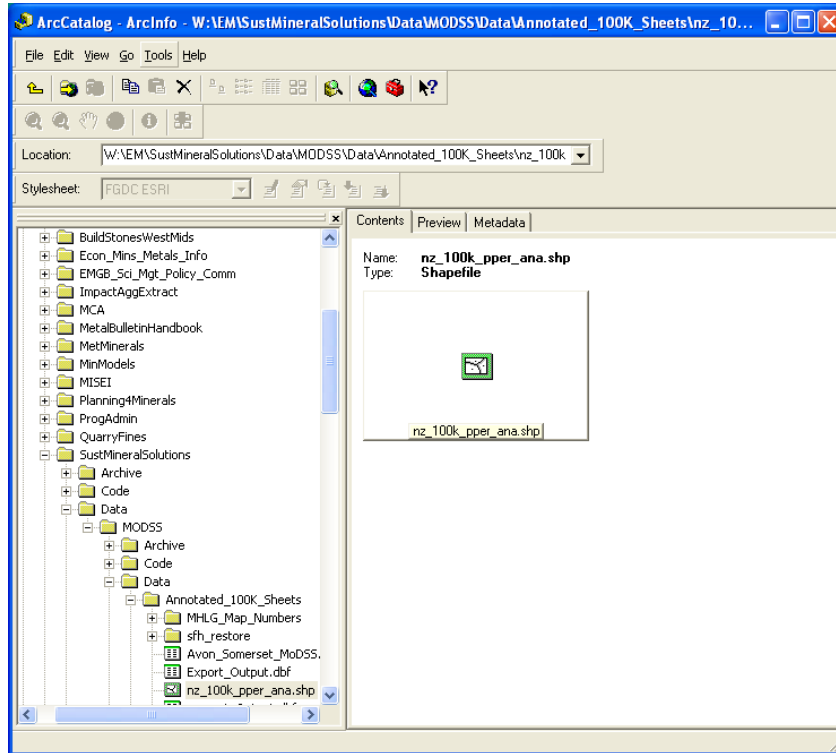 ArcCatalog - ArcInfo - W:\EM\SustMineralSolutions\Data\MODSS\Data\Annotated_100K_Sheets\nz_10...
File Edit View Go Tools Help
Location: W:\EM\SustMineralSolutions\Data\MODSS\Data\Annotated_100K_Sheets\nz_100k
Stylesheet: FGDC ESRI
BuildStonesWestMids
Econ_Mins_Metals_Info
EMGB_Sci_Mgt_Policy_Comm
ImpactAggExtract
MCA
MetalBulletinHandbook
MetMinerals
MinModels
MISEI
Planning4Minerals
ProgAdmin
QuarryFines
SustMineralSolutions
Archive
Code
Data
MODSS
Archive
Code
Data
Annotated_100K_Sheets
MHLG_Map_Numbers
sfh_restore
Avon_Somerset_MoDSS.
Export_Output.dbf
nz_100k_pper_ana.shp
Contents Preview Metadata
Name: nz_100k_pper_ana.shp
Type: Shapefile
nz_100k_pper_ana.shp